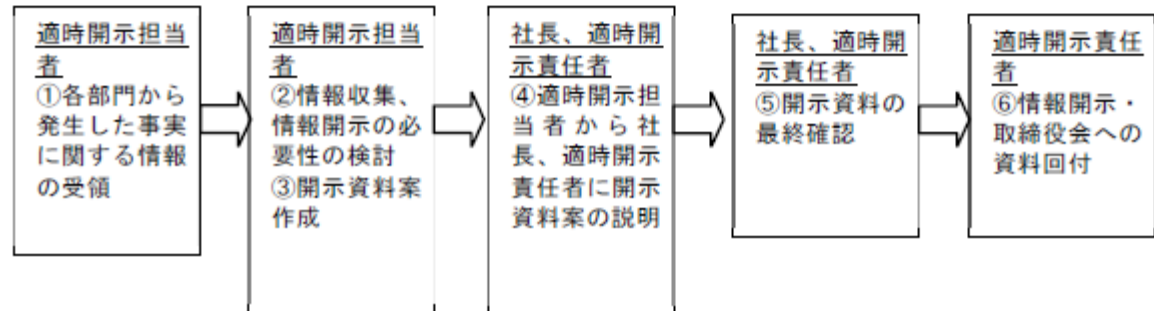 適時開示担当
者
①各部門から
発生した事実
に関する情報
の受領
適時開示担当
者
②情報収集、
情報開示の必
要性の検討
③開示資料案
作成
社長、適時開
示責任者
④適時開示担
当者から社
長、適時開示
責任者に開示
資料案の説明
社長、適時開
示責任者
⑤開示資料の
最終確認
適時開示責任
者
⑥情報開示・
取締役会への
資料回付